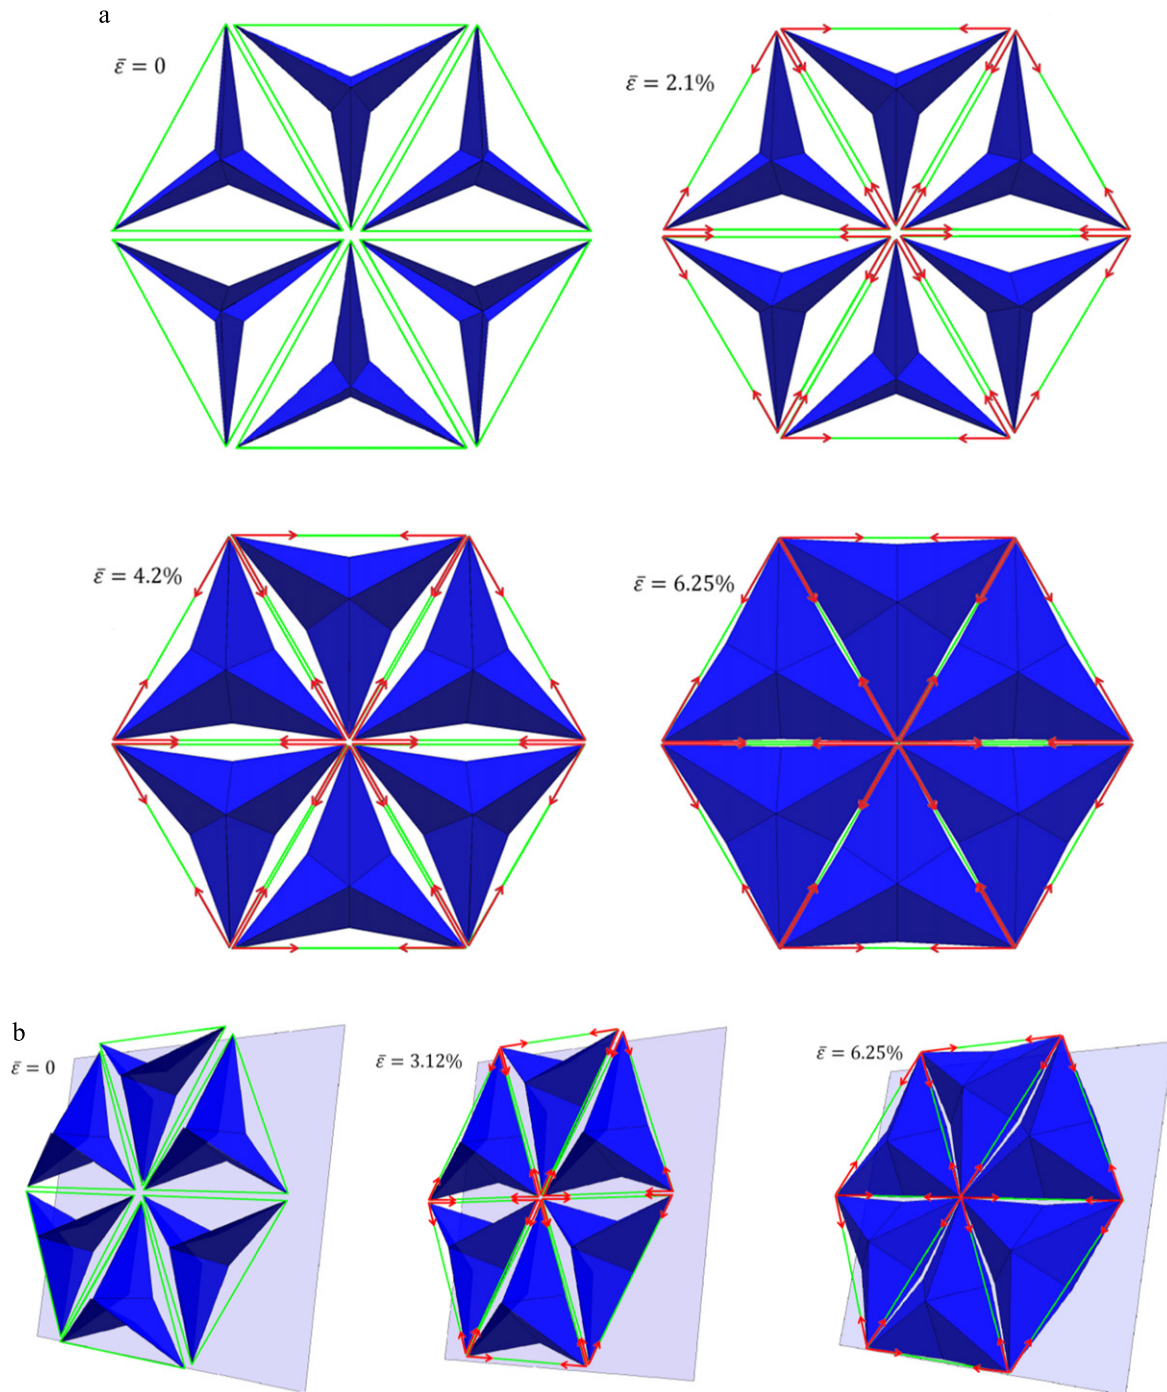 a
ε̄ = 0
ε̄ = 2.1%
ε̄ = 4.2%
ε̄ = 6.25%
b
ε̄ = 0
ε̄ = 3.12%
ε̄ = 6.25%